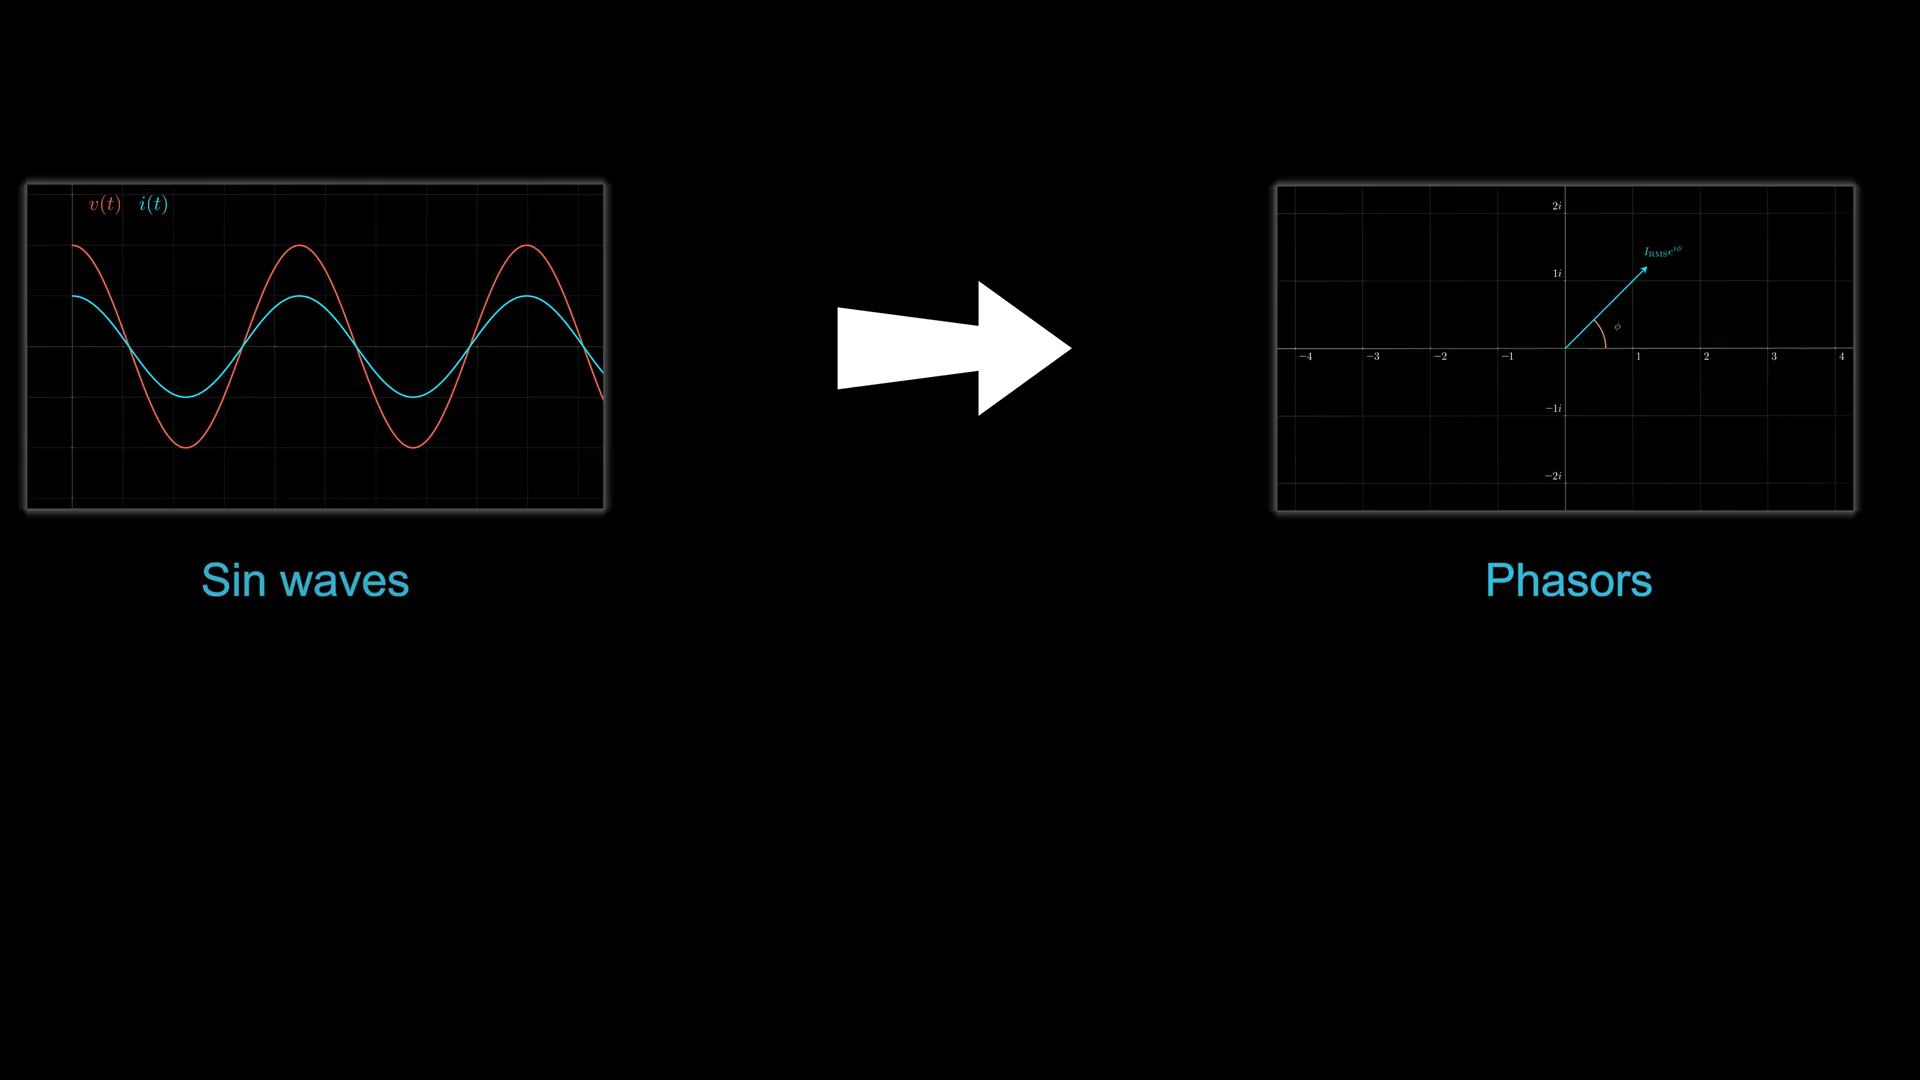 v(t) i(t)
2i
1i
−1i
−2i
−4 −3 −2 −1 1 2 3 4
I_RMS e^{iφ}
φ
Sin waves
Phasors